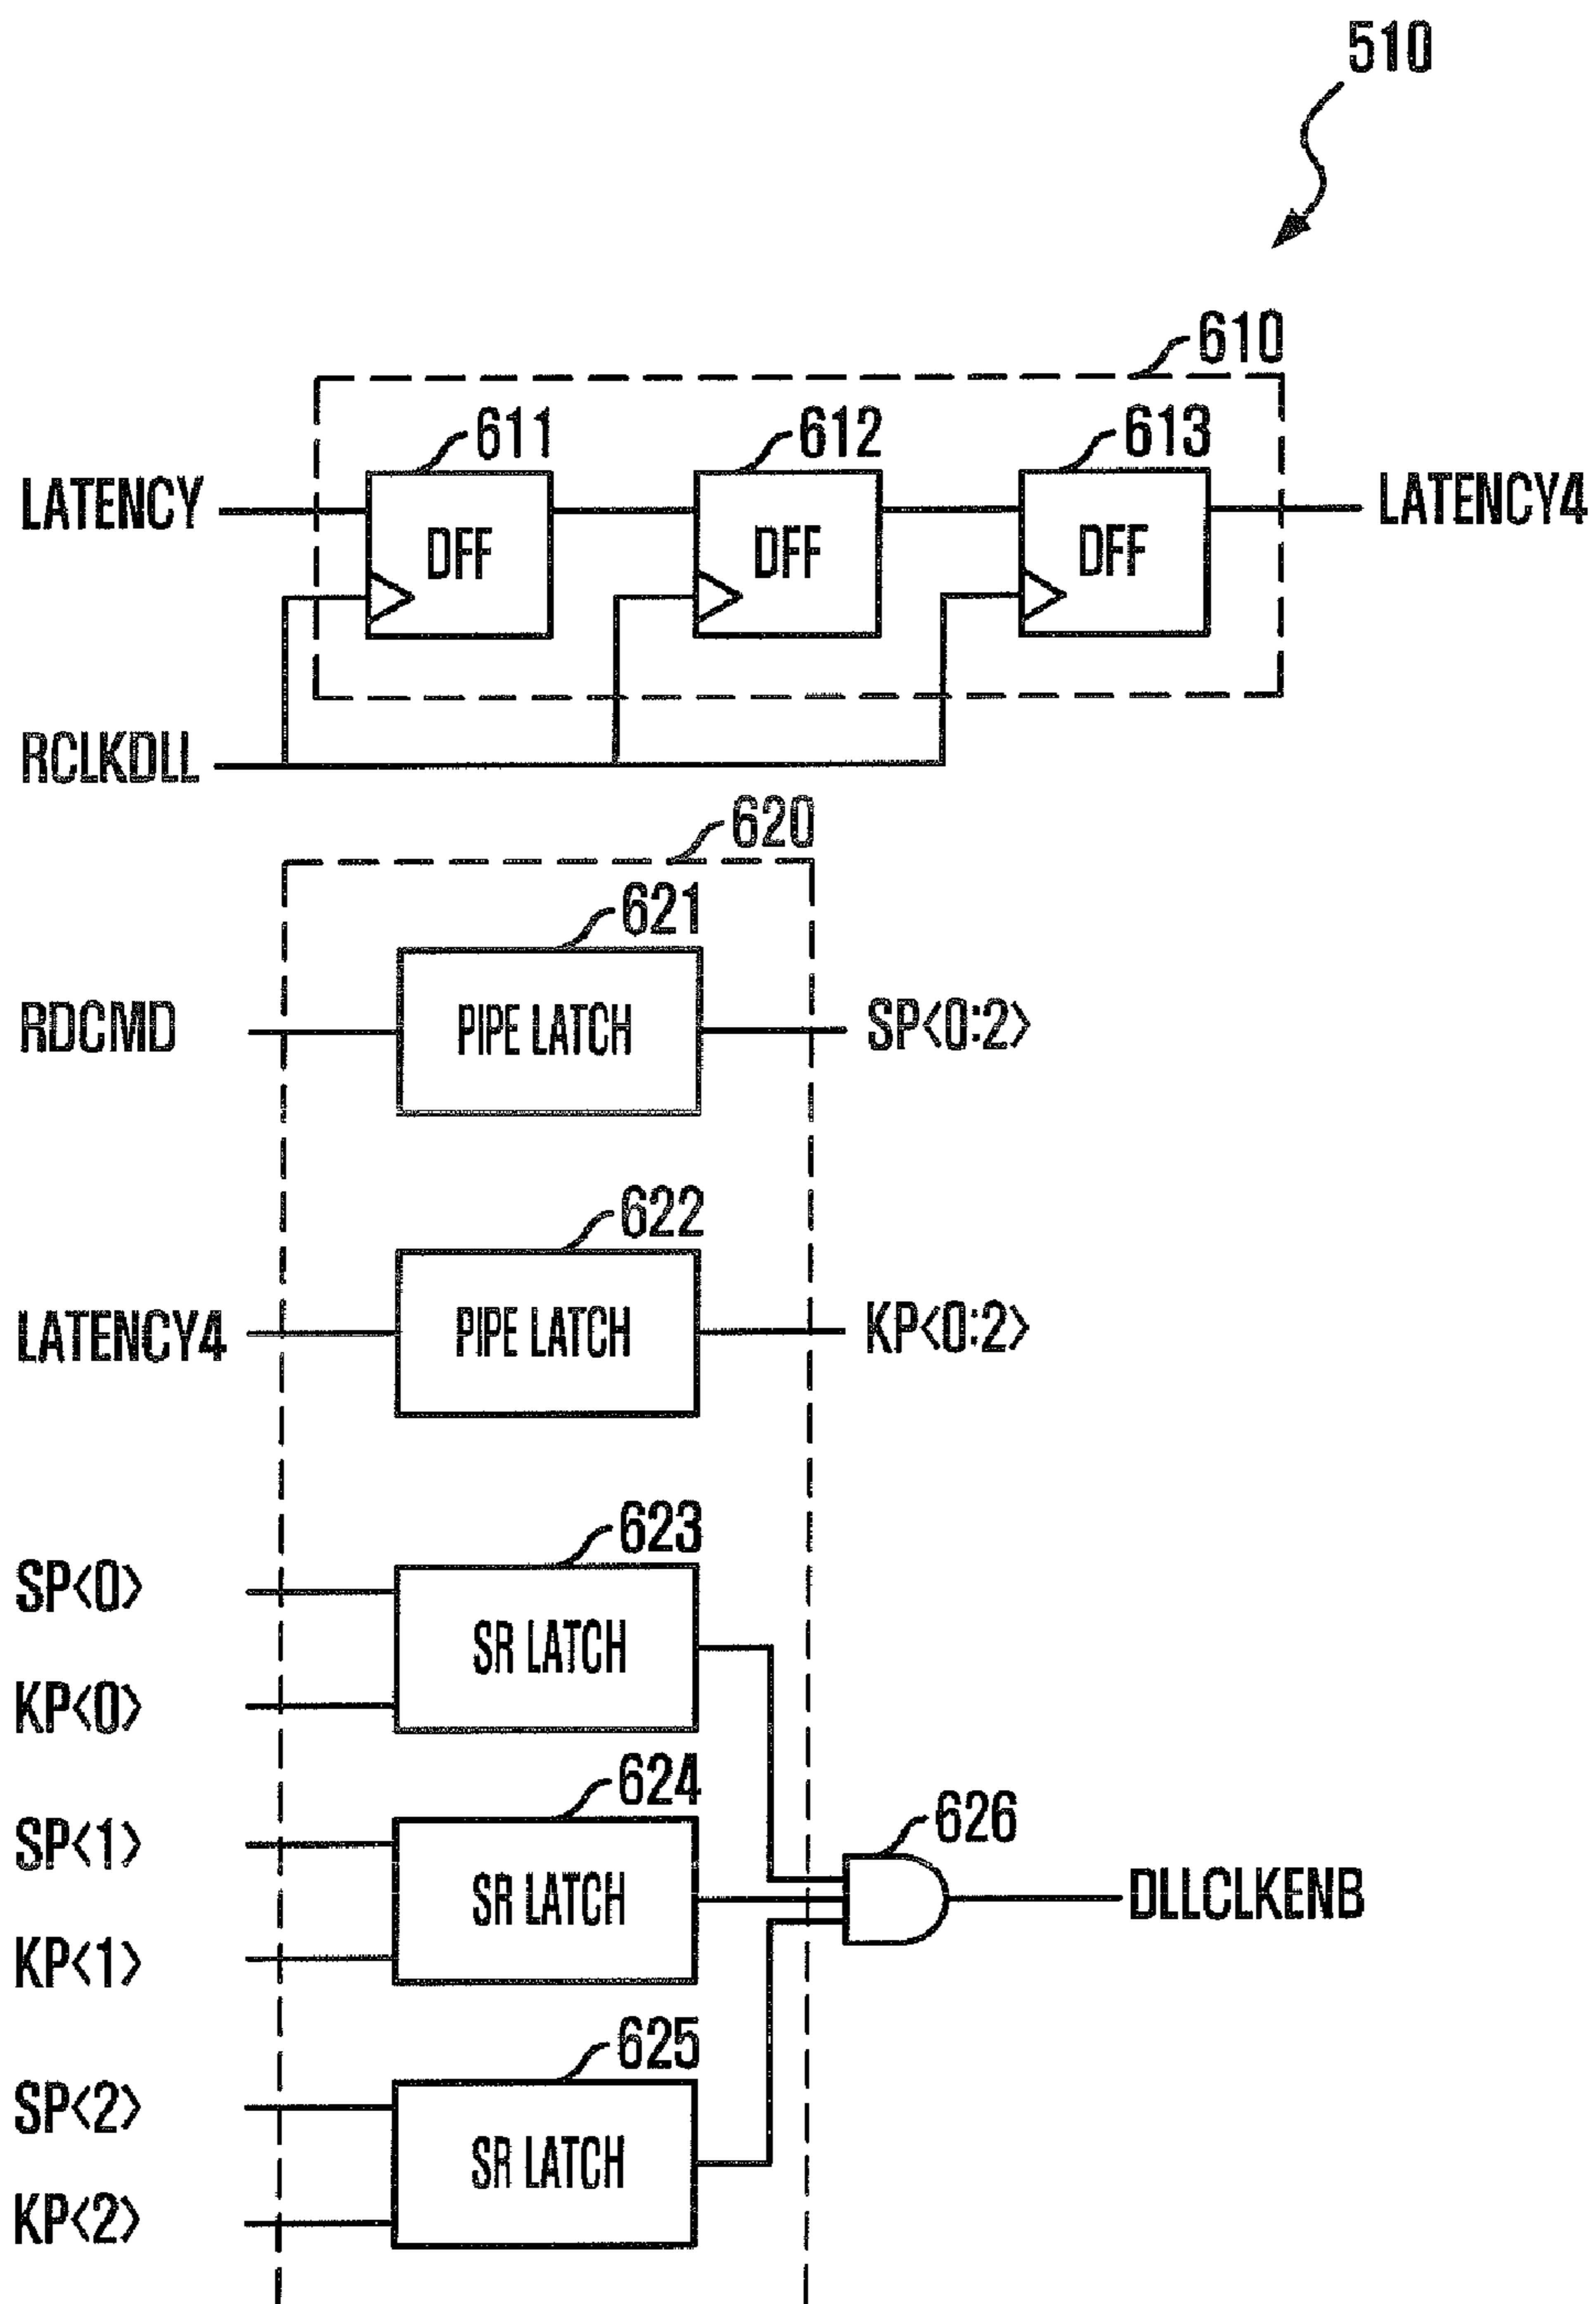 510
610
611
612
613
LATENCY
DFF
DFF
DFF
LATENCY4
RCLKDLL
620
621
RDCMD
PIPE LATCH
SP<0:2>
622
LATENCY4
PIPE LATCH
KP<0:2>
623
SP<0>
SR LATCH
KP<0>
624
SP<1>
SR LATCH
626
DLLCLKENB
KP<1>
625
SP<2>
SR LATCH
KP<2>